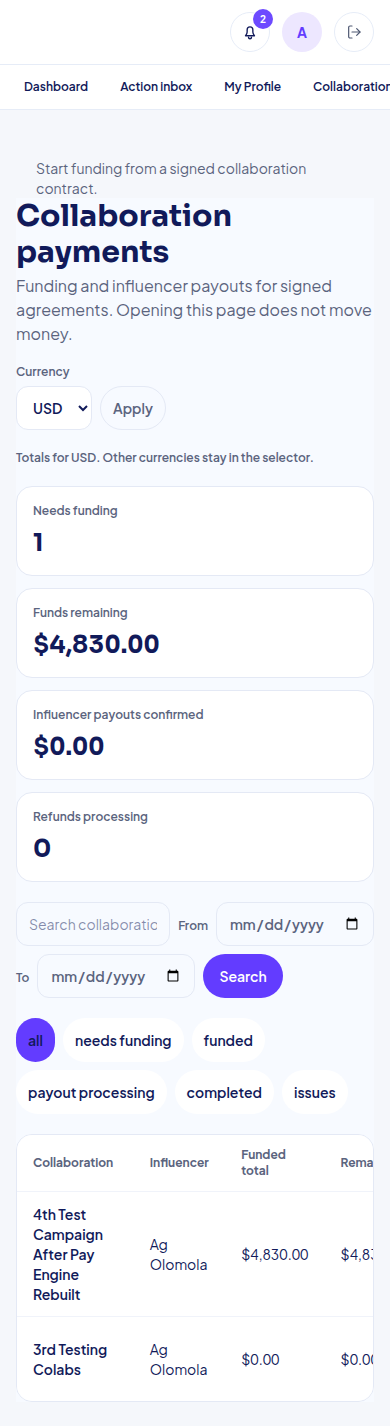 2
A
Dashboard Action Inbox My Profile Collaboration
Start funding from a signed collaboration
contract.
Collaboration
payments
Funding and influencer payouts for signed
agreements. Opening this page does not move
money.
Currency
USD Apply
Totals for USD. Other currencies stay in the selector.
Needs funding
1
Funds remaining
$4,830.00
Influencer payouts confirmed
$0.00
Refunds processing
0
Search collaboratic From mm/dd/yyyy
To mm/dd/yyyy Search
all needs funding funded
payout processing completed issues
Collaboration Influencer Funded total
4th Test
Campaign
After Pay
Engine
Rebuilt
Ag
Olomola
$4,830.00
3rd Testing
Colabs
Ag
Olomola
$0.00 $0.00